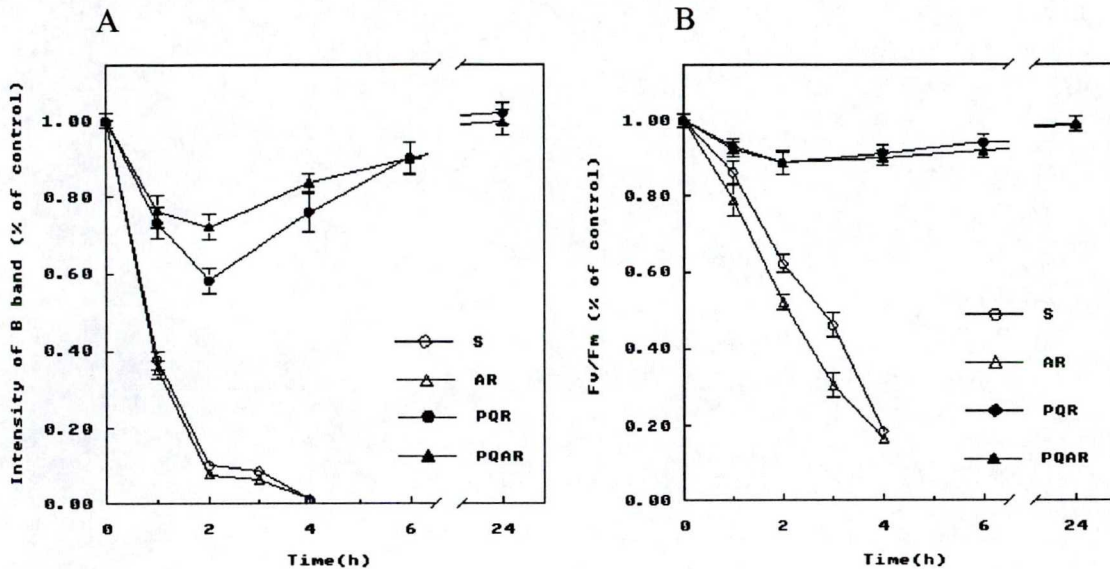 A
Intensity of B band (% of control)
1.00
0.80
0.60
0.40
0.20
0.00
0
2
4
6
24
Time(h)
S
AR
PQR
PQAR
B
Fv/Fm (% of control)
1.00
0.80
0.60
0.40
0.20
0.00
0
2
4
6
24
Time(h)
S
AR
PQR
PQAR